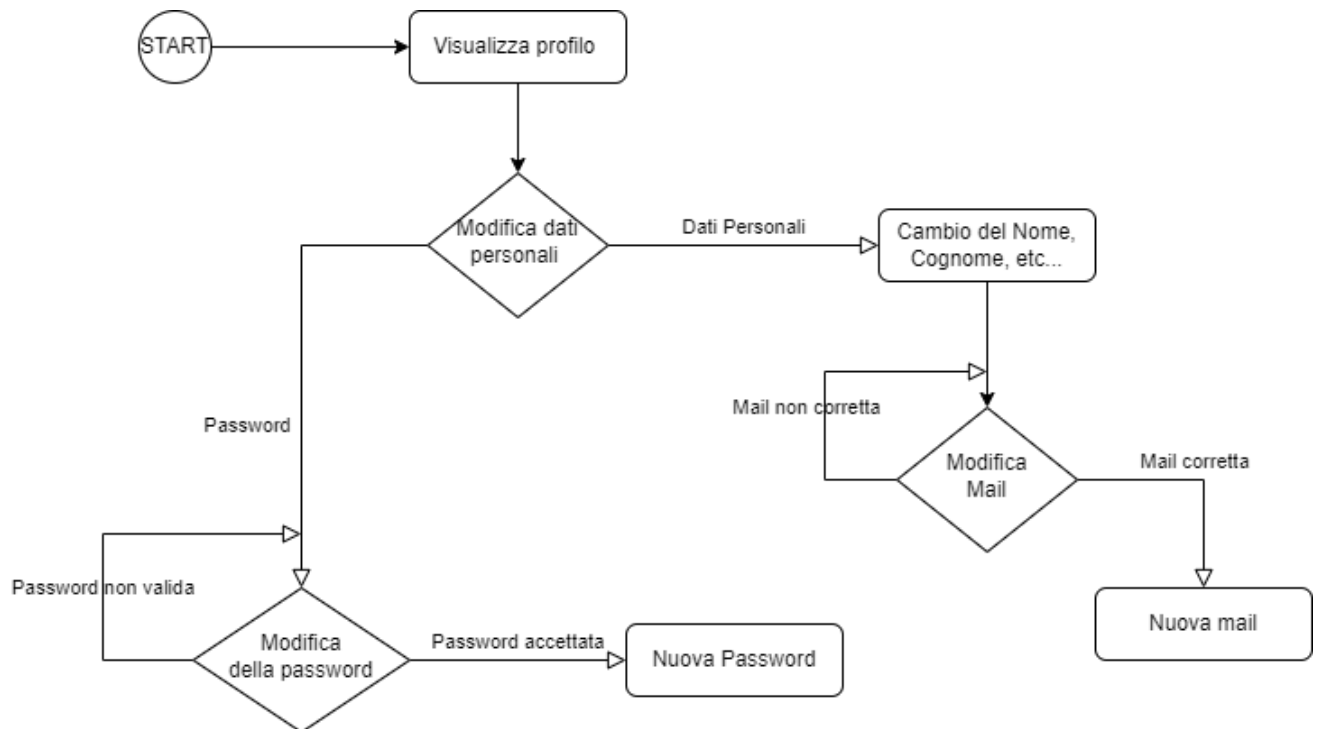 START
Visualizza profilo
Modifica dati
personali
Dati Personali
Cambio del Nome,
Cognome, etc...
Password
Mail non corretta
Modifica
Mail
Mail corretta
Nuova mail
Password non valida
Modifica
della password
Password accettata
Nuova Password